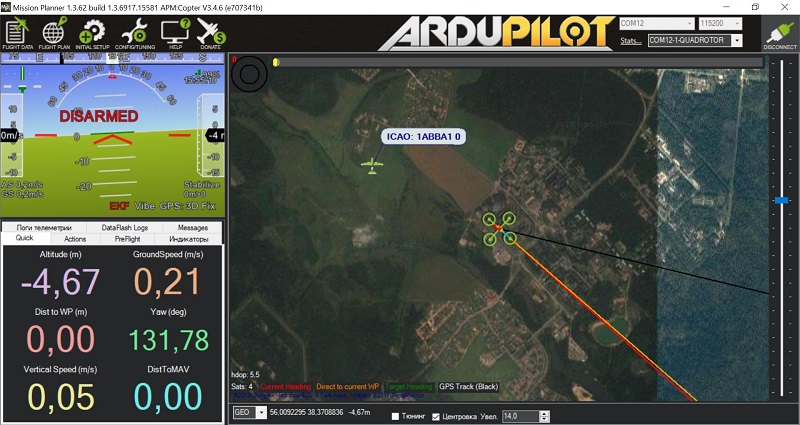 Mission Planner 1.3.62 build 1.3.6917.15581 APM:Copter V3.4.6 (e707341b)
FLIGHT DATA FLIGHT PLAN INITIAL SETUP CONFIG/TUNING HELP DONATE
ARDUPILOT
COM12 115200
Stats... COM12-1-QUADROTOR
DISCONNECT
DISARMED
0m/s
-4 m
AS 0,2m/s
GS 0,2m/s
Stabilize
0m>0
EKF Vibe GPS: 3D Fix
Логи телеметрии DataFlash Logs Messages
Quick Actions PreFlight Индикаторы
Altitude (m) GroundSpeed (m/s)
-4,67 0,21
Dist to WP (m) Yaw (deg)
0,00 131,78
Vertical Speed (m/s) DistToMAV
0,05 0,00
ICAO: 1ABBA1 0
hdop: 5,5
Sats: 4 Current Heading Direct to current WP Target Heading GPS Track (Black)
GEO 56,0092295 38,3708836 -4,67m Тюнинг Центровка Увел. 14,0